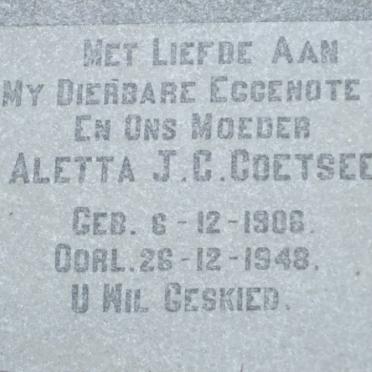 MET LIEFDE AAN
MY DIERBARE EGGENOTE
EN ONS MOEDER
ALETTA J.C. COETSEE
GEB. 6-12-1906.
OORL. 26-12-1948.
U WIL GESKIED.